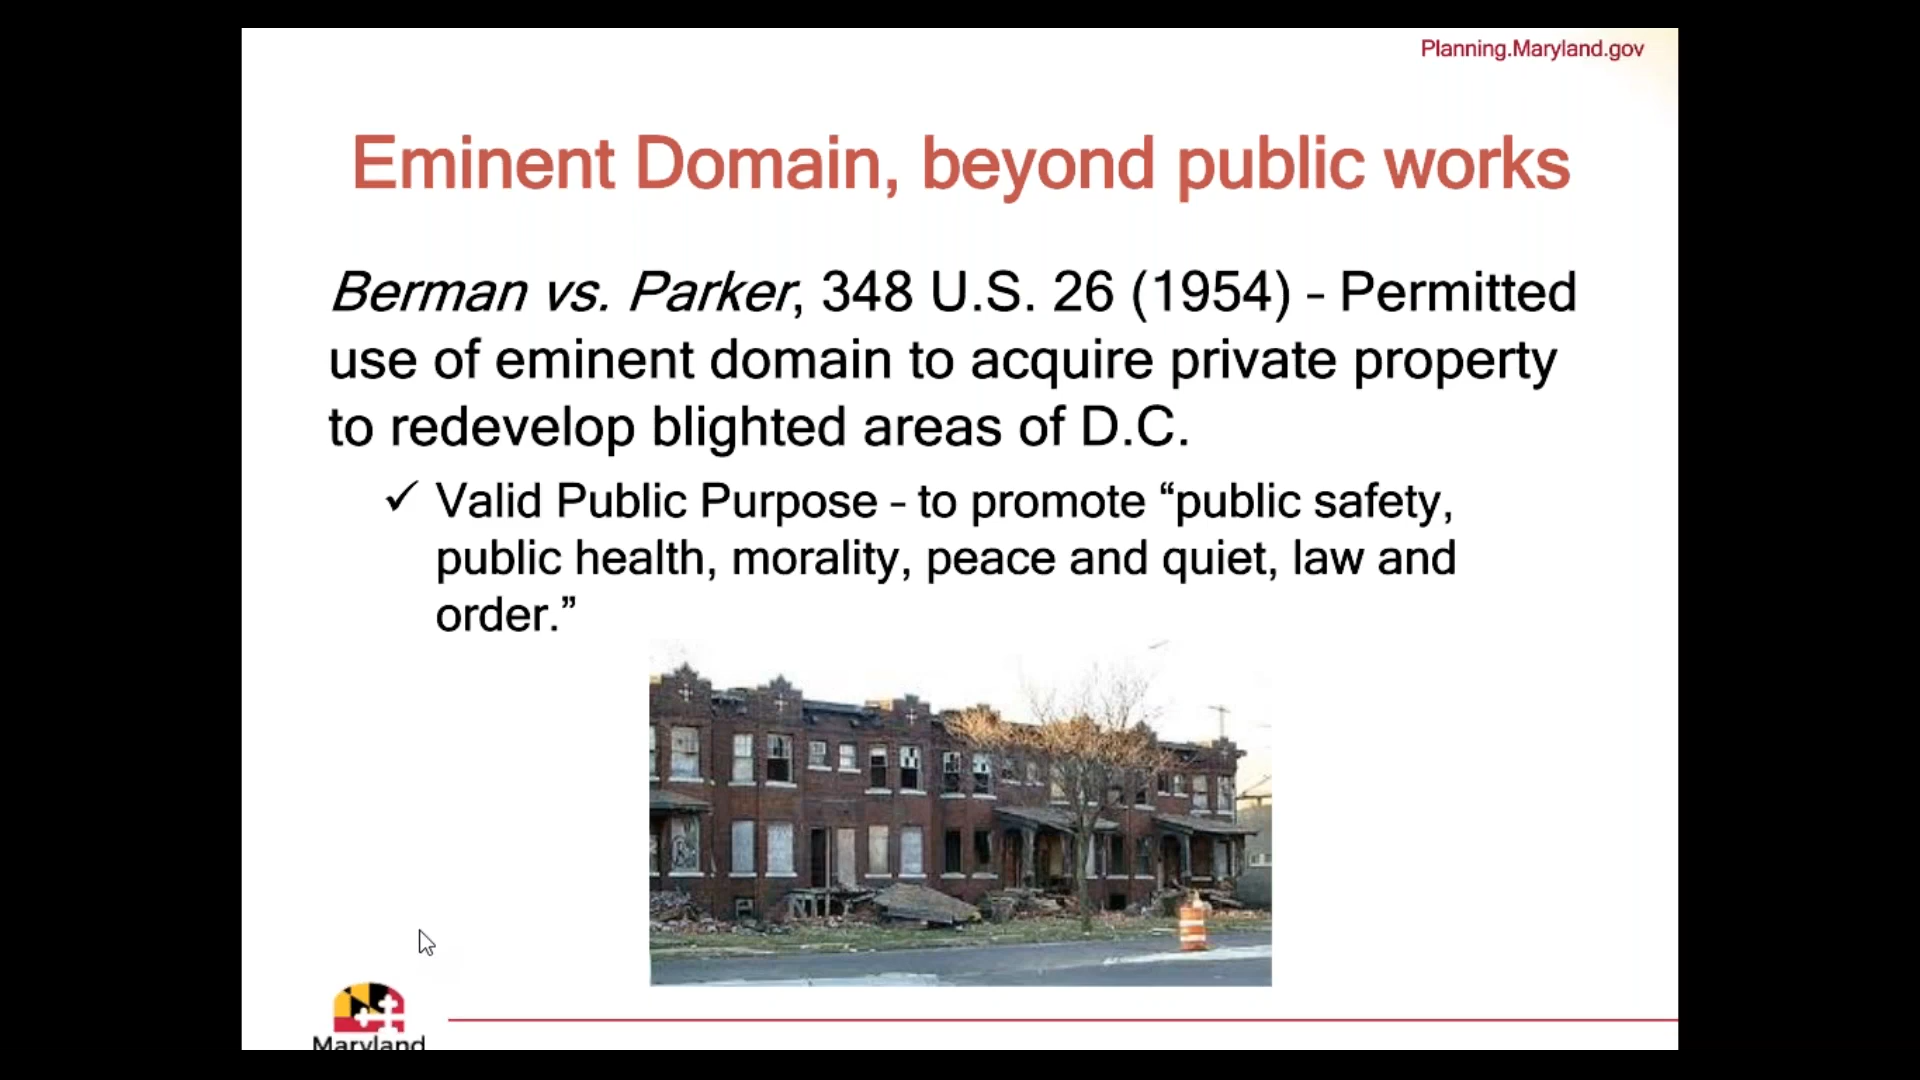 Planning.Maryland.gov
Eminent Domain, beyond public works
Berman vs. Parker, 348 U.S. 26 (1954) – Permitted
use of eminent domain to acquire private property
to redevelop blighted areas of D.C.
✓ Valid Public Purpose – to promote “public safety,
public health, morality, peace and quiet, law and
order.”
Maryland